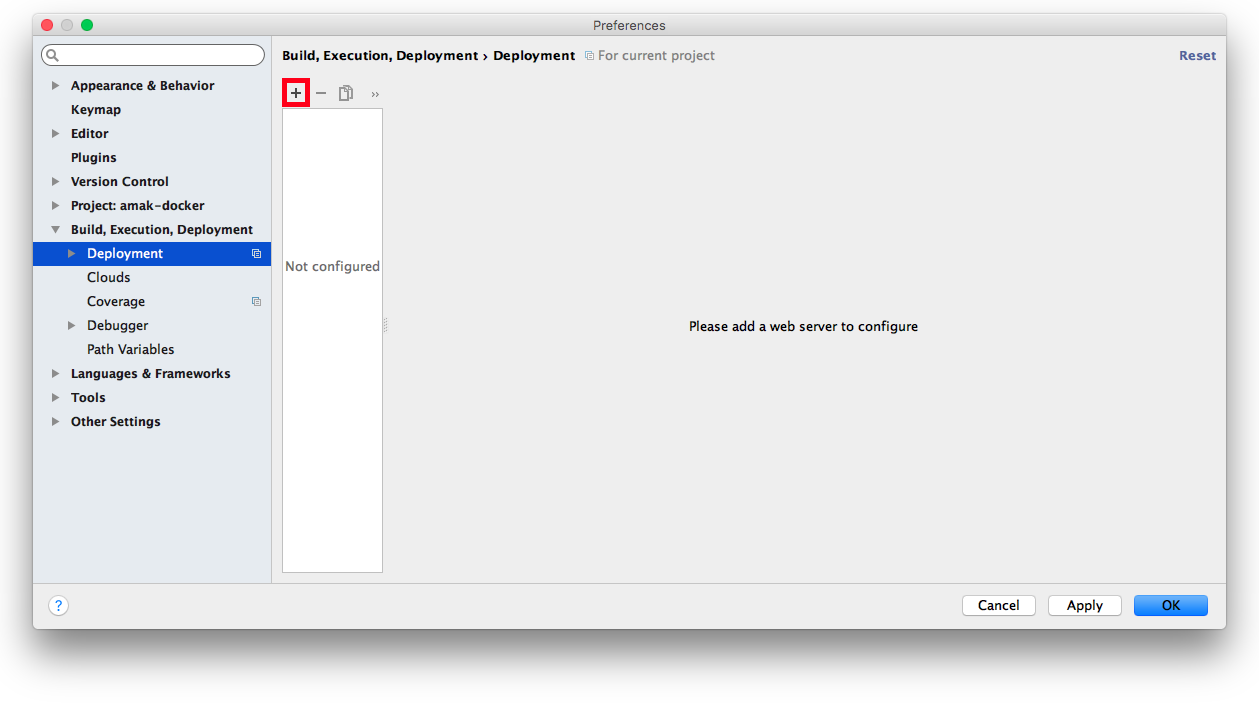 Preferences
Build, Execution, Deployment › Deployment For current project Reset
Appearance & Behavior
Keymap
Editor
Plugins
Version Control
Project: amak-docker
Build, Execution, Deployment
Deployment
Clouds
Coverage
Debugger
Path Variables
Languages & Frameworks
Tools
Other Settings
+ − ››
Not configured
Please add a web server to configure
? Cancel Apply OK